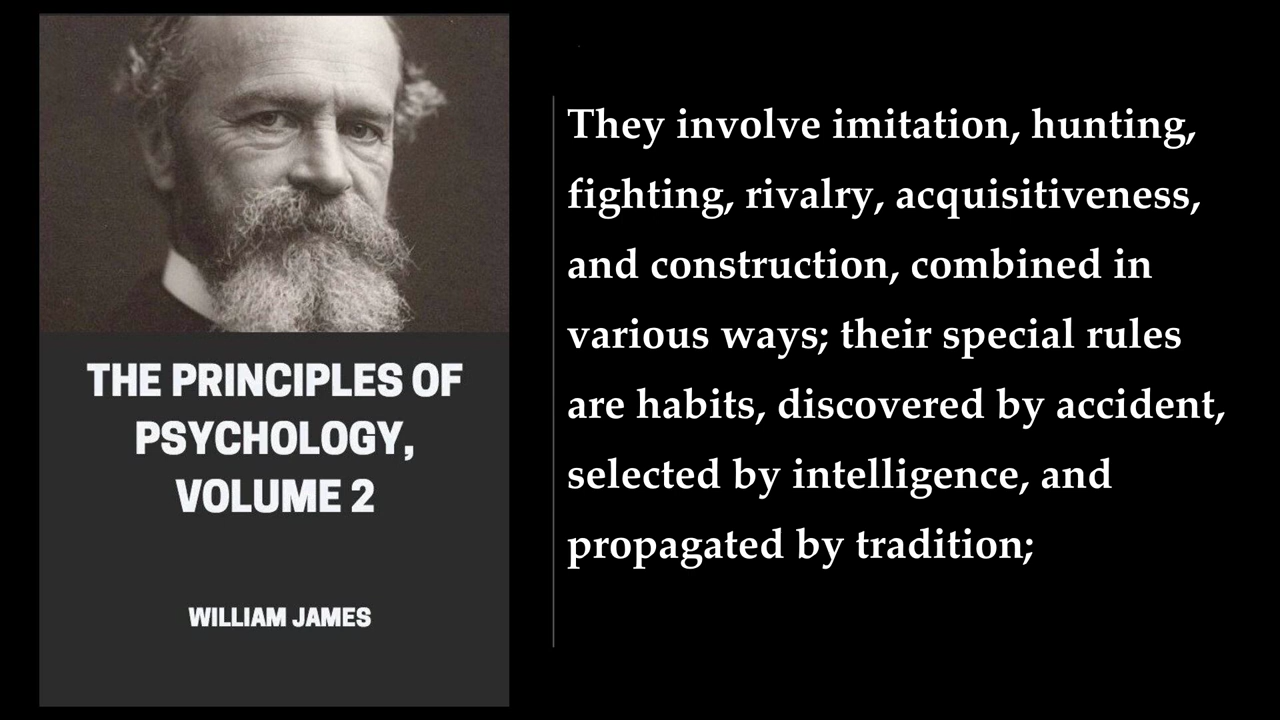 THE PRINCIPLES OF
PSYCHOLOGY,
VOLUME 2
WILLIAM JAMES
They involve imitation, hunting,
fighting, rivalry, acquisitiveness,
and construction, combined in
various ways; their special rules
are habits, discovered by accident,
selected by intelligence, and
propagated by tradition;